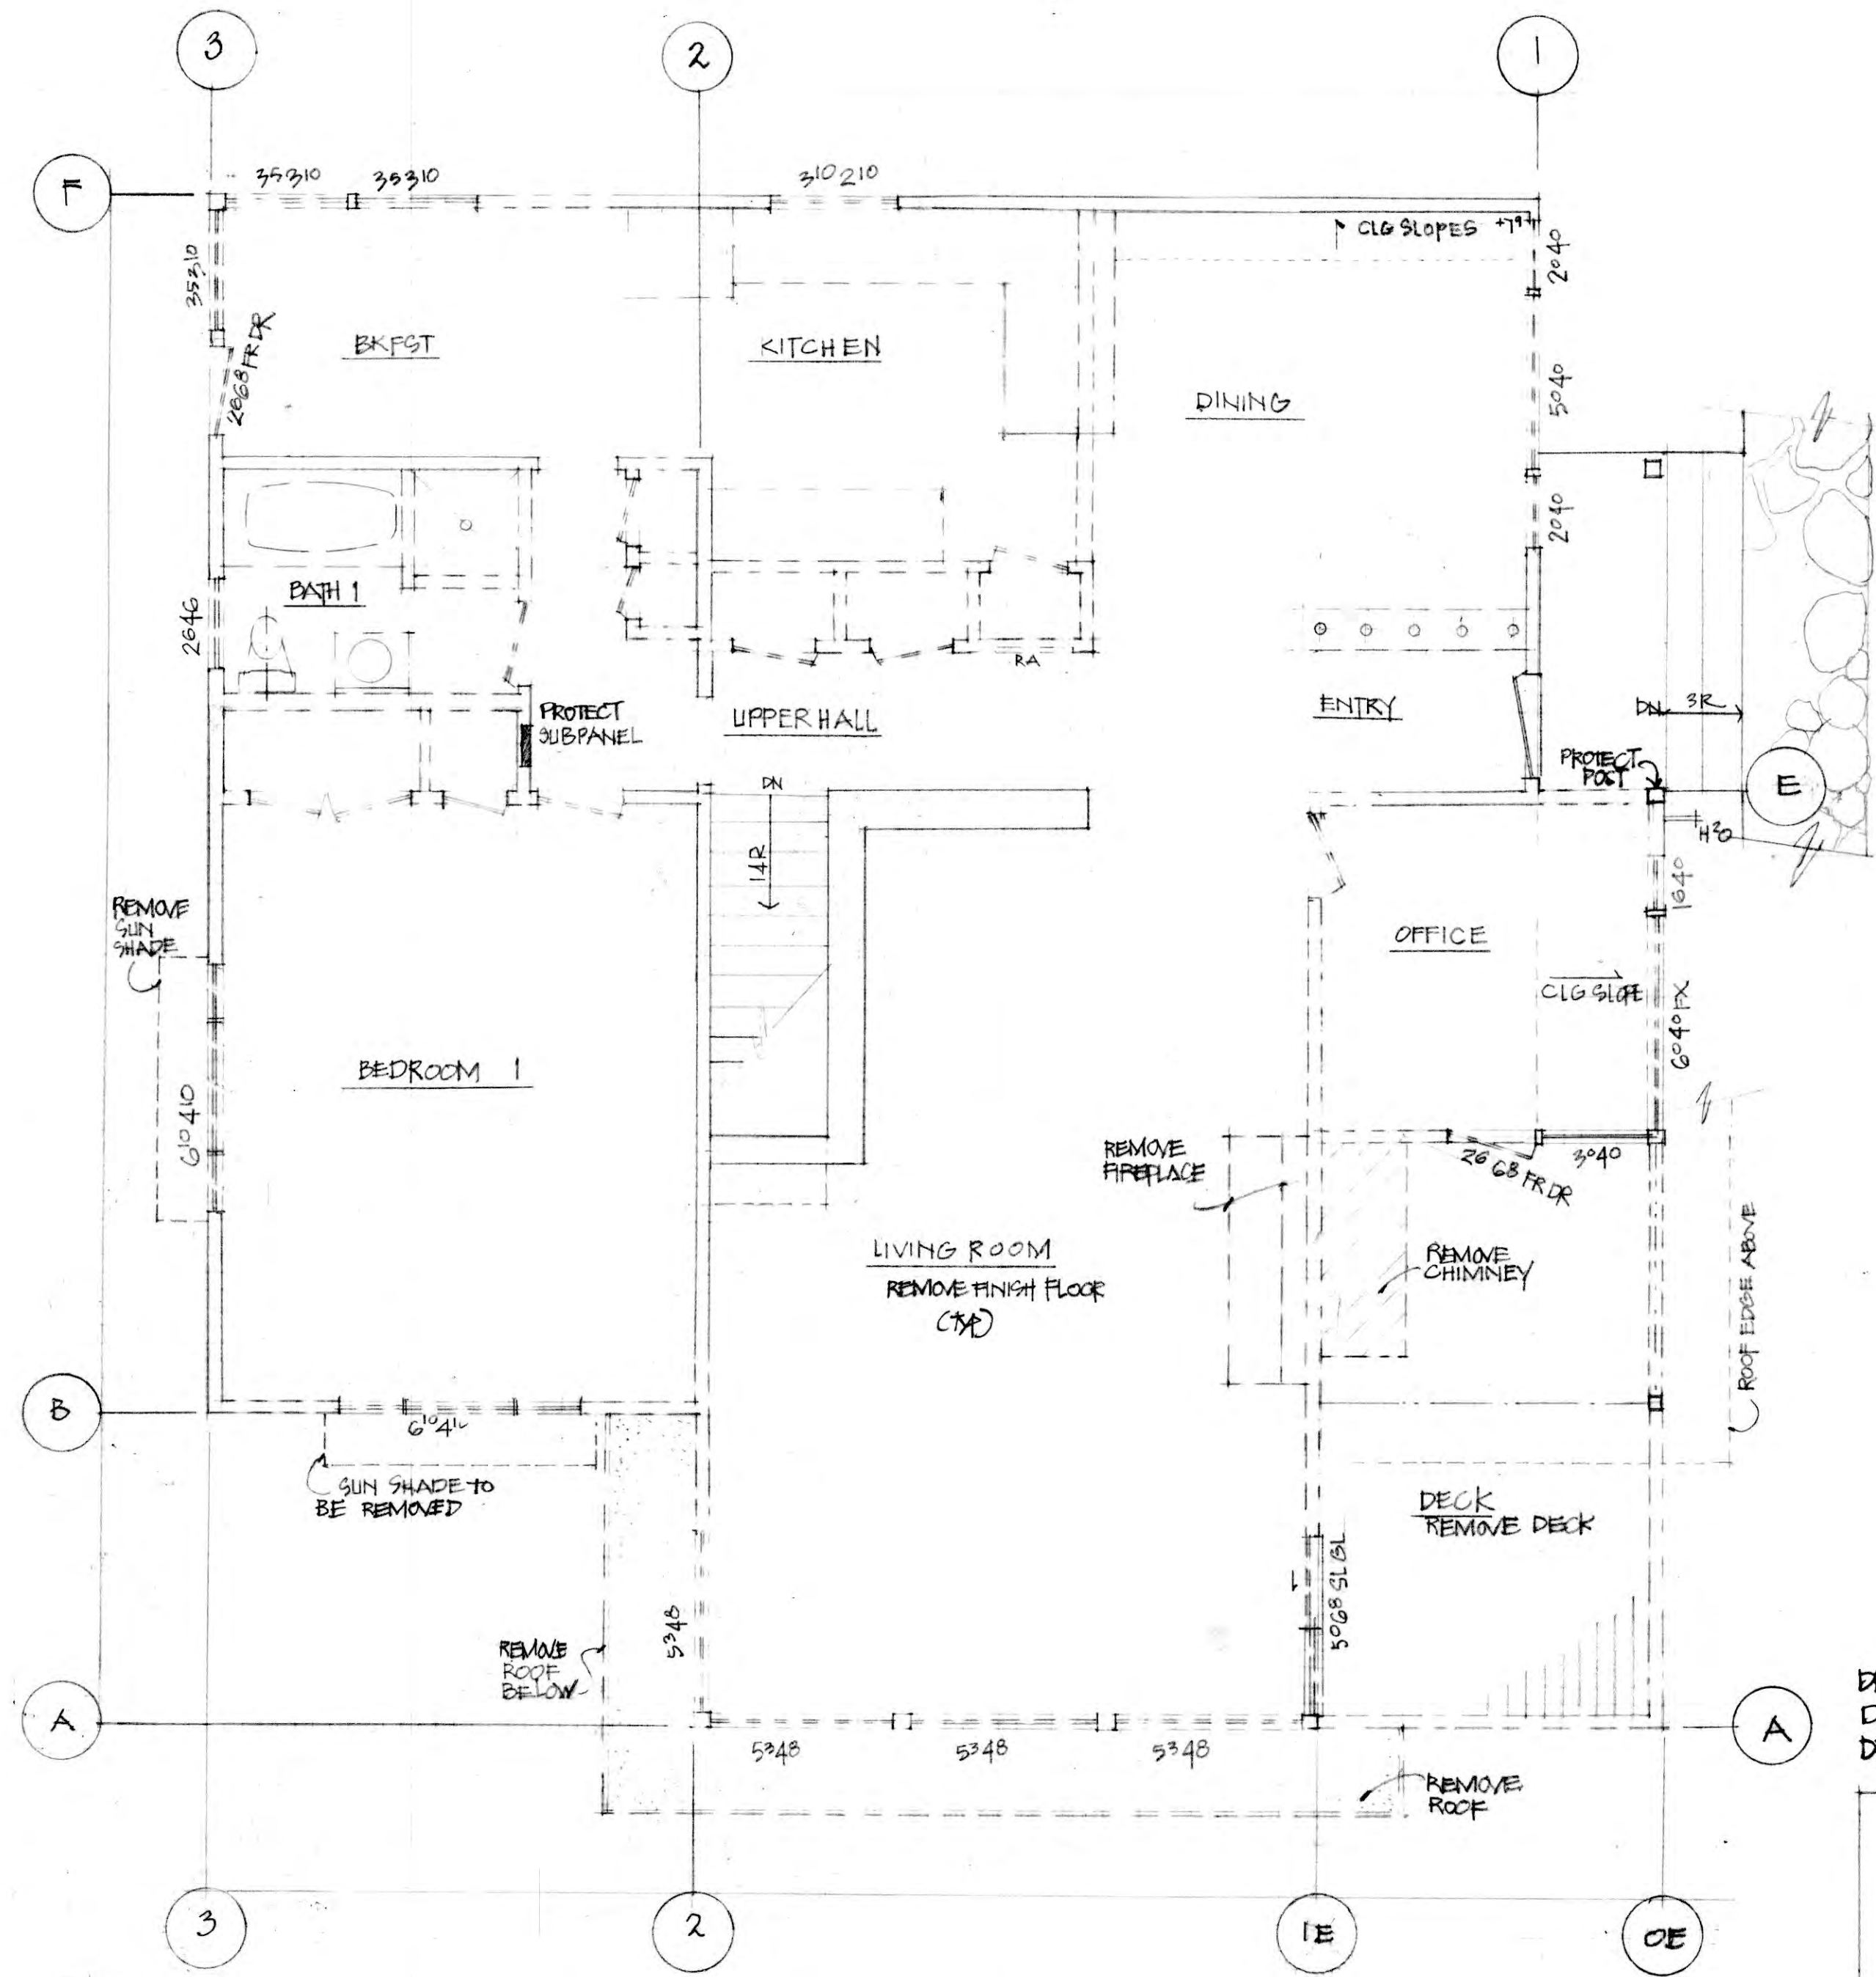 3
2
1
F
35310
35310
3¹⁰2¹⁰
CLG SLOPES +7⁹
2⁰4⁰
35310
2668 FR DR
BKFST
KITCHEN
DINING
5⁰4⁰
2⁰4⁰
BATH 1
2646
RA
PROTECT
SUBPANEL
UPPER HALL
ENTRY
DN 3R
PROTECT
POST
E
DN
14R
H²O
1640
REMOVE
SUN
SHADE
OFFICE
CLG SLOPE
6⁰4⁰ FX
BEDROOM 1
6¹⁰4¹⁰
REMOVE
FIREPLACE
2668 FR DR
3⁰4⁰
LIVING ROOM
REMOVE FINISH FLOOR
(TYP)
REMOVE
CHIMNEY
ROOF EDGE ABOVE
B
SUN SHADE TO
BE REMOVED
DECK
REMOVE DECK
5⁰6⁸ SL GL
5³4⁸
REMOVE
ROOF
BELOW
A
5³4⁸
5³4⁸
5³4⁸
A
REMOVE
ROOF
3
2
1E
0E